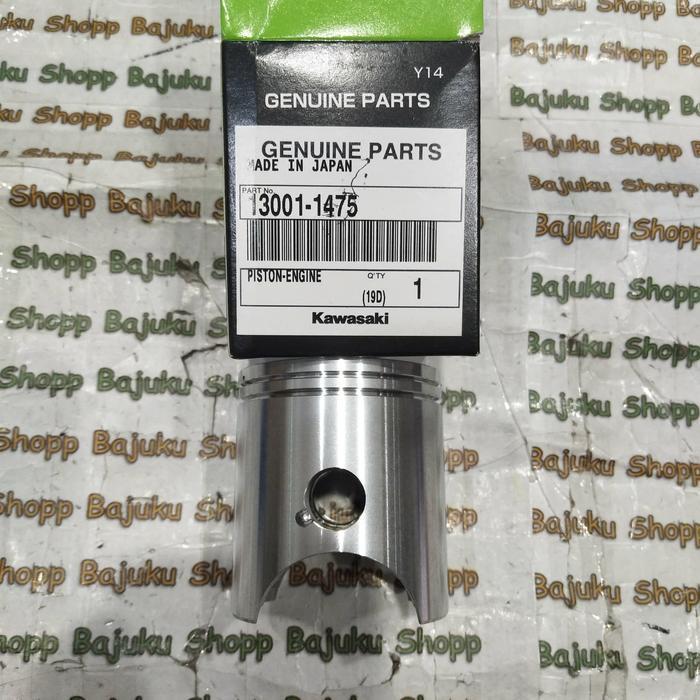 Y14
GENUINE PARTS
GENUINE PARTS
MADE IN JAPAN
PART No.
13001-1475
PISTON-ENGINE
Q'TY
(19D)
1
Kawasaki
Bajuku Shopp
Shopp Bajuku
Bajuku Shopp